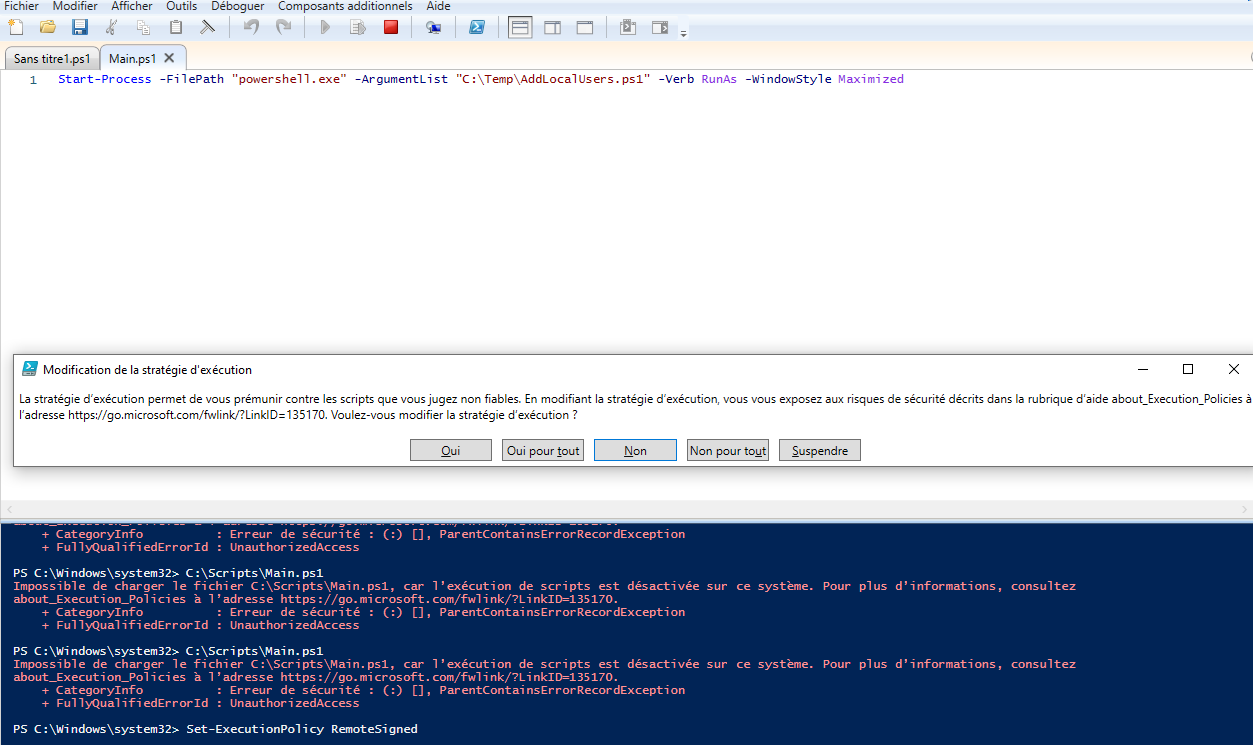 Fichier Modifier Afficher Outils Déboguer Composants additionnels Aide
Sans titre1.ps1 Main.ps1
1 Start-Process -FilePath "powershell.exe" -ArgumentList "C:\Temp\AddLocalUsers.ps1" -Verb RunAs -WindowStyle Maximized
Modification de la stratégie d'exécution
La stratégie d’exécution permet de vous prémunir contre les scripts que vous jugez non fiables. En modifiant la stratégie d’exécution, vous vous exposez aux risques de sécurité décrits dans la rubrique d’aide about_Execution_Policies à
l’adresse https://go.microsoft.com/fwlink/?LinkID=135170. Voulez-vous modifier la stratégie d’exécution ?
Oui Oui pour tout Non Non pour tout Suspendre
about_Execution_Policies à l’adresse https://go.microsoft.com/fwlink/?LinkID=135170.
+ CategoryInfo : Erreur de sécurité : (:) [], ParentContainsErrorRecordException
+ FullyQualifiedErrorId : UnauthorizedAccess
PS C:\Windows\system32> C:\Scripts\Main.ps1
Impossible de charger le fichier C:\Scripts\Main.ps1, car l’exécution de scripts est désactivée sur ce système. Pour plus d’informations, consultez
about_Execution_Policies à l’adresse https://go.microsoft.com/fwlink/?LinkID=135170.
+ CategoryInfo : Erreur de sécurité : (:) [], ParentContainsErrorRecordException
+ FullyQualifiedErrorId : UnauthorizedAccess
PS C:\Windows\system32> C:\Scripts\Main.ps1
Impossible de charger le fichier C:\Scripts\Main.ps1, car l’exécution de scripts est désactivée sur ce système. Pour plus d’informations, consultez
about_Execution_Policies à l’adresse https://go.microsoft.com/fwlink/?LinkID=135170.
+ CategoryInfo : Erreur de sécurité : (:) [], ParentContainsErrorRecordException
+ FullyQualifiedErrorId : UnauthorizedAccess
PS C:\Windows\system32> Set-ExecutionPolicy RemoteSigned